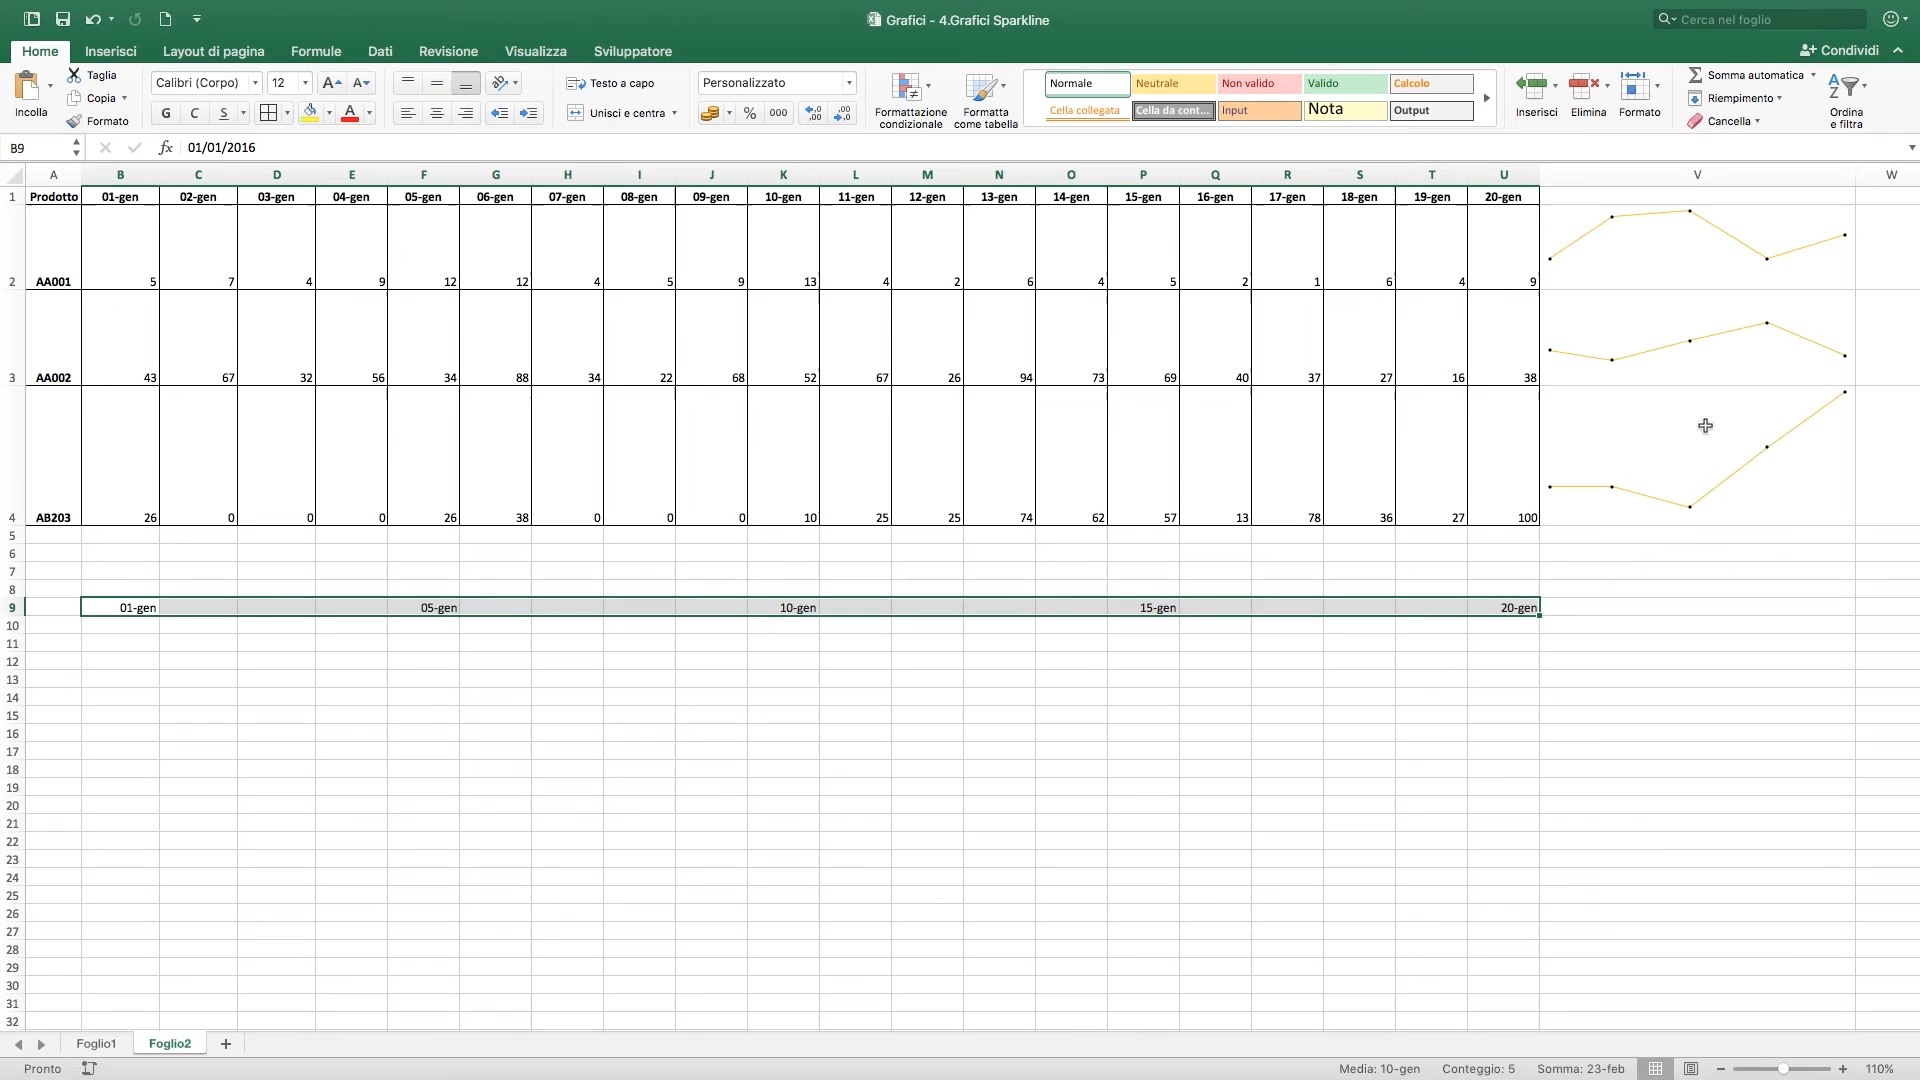 Grafici - 4.Grafici Sparkline
Cerca nel foglio
Home Inserisci Layout di pagina Formule Dati Revisione Visualizza Sviluppatore
Condividi
Incolla
Taglia
Copia
Formato
Calibri (Corpo) 12 A A
G C S A
Testo a capo
Unisci e centra
Personalizzato
% 000
Formattazione condizionale
Formatta come tabella
Normale Neutrale Non valido Valido Calcolo
Cella collegata Cella da cont... Input Nota Output
Inserisci Elimina Formato
Somma automatica
Riempimento
Cancella
Ordina e filtra
B9 fx 01/01/2016
A B C D E F G H I J K L M N O P Q R S T U V W
1 Prodotto 01-gen 02-gen 03-gen 04-gen 05-gen 06-gen 07-gen 08-gen 09-gen 10-gen 11-gen 12-gen 13-gen 14-gen 15-gen 16-gen 17-gen 18-gen 19-gen 20-gen
2 AA001 5 7 4 9 12 12 4 5 9 13 4 2 6 4 5 2 1 6 4 9
3 AA002 43 67 32 56 34 88 34 22 68 52 67 26 94 73 69 40 37 27 16 38
4 AB203 26 0 0 0 26 38 0 0 0 10 25 25 74 62 57 13 78 36 27 100
5
6
7
8
9 01-gen 05-gen 10-gen 15-gen 20-gen
10
11
12
13
14
15
16
17
18
19
20
21
22
23
24
25
26
27
28
29
30
31
32
Foglio1 Foglio2 +
Pronto Media: 10-gen Conteggio: 5 Somma: 23-feb 110%